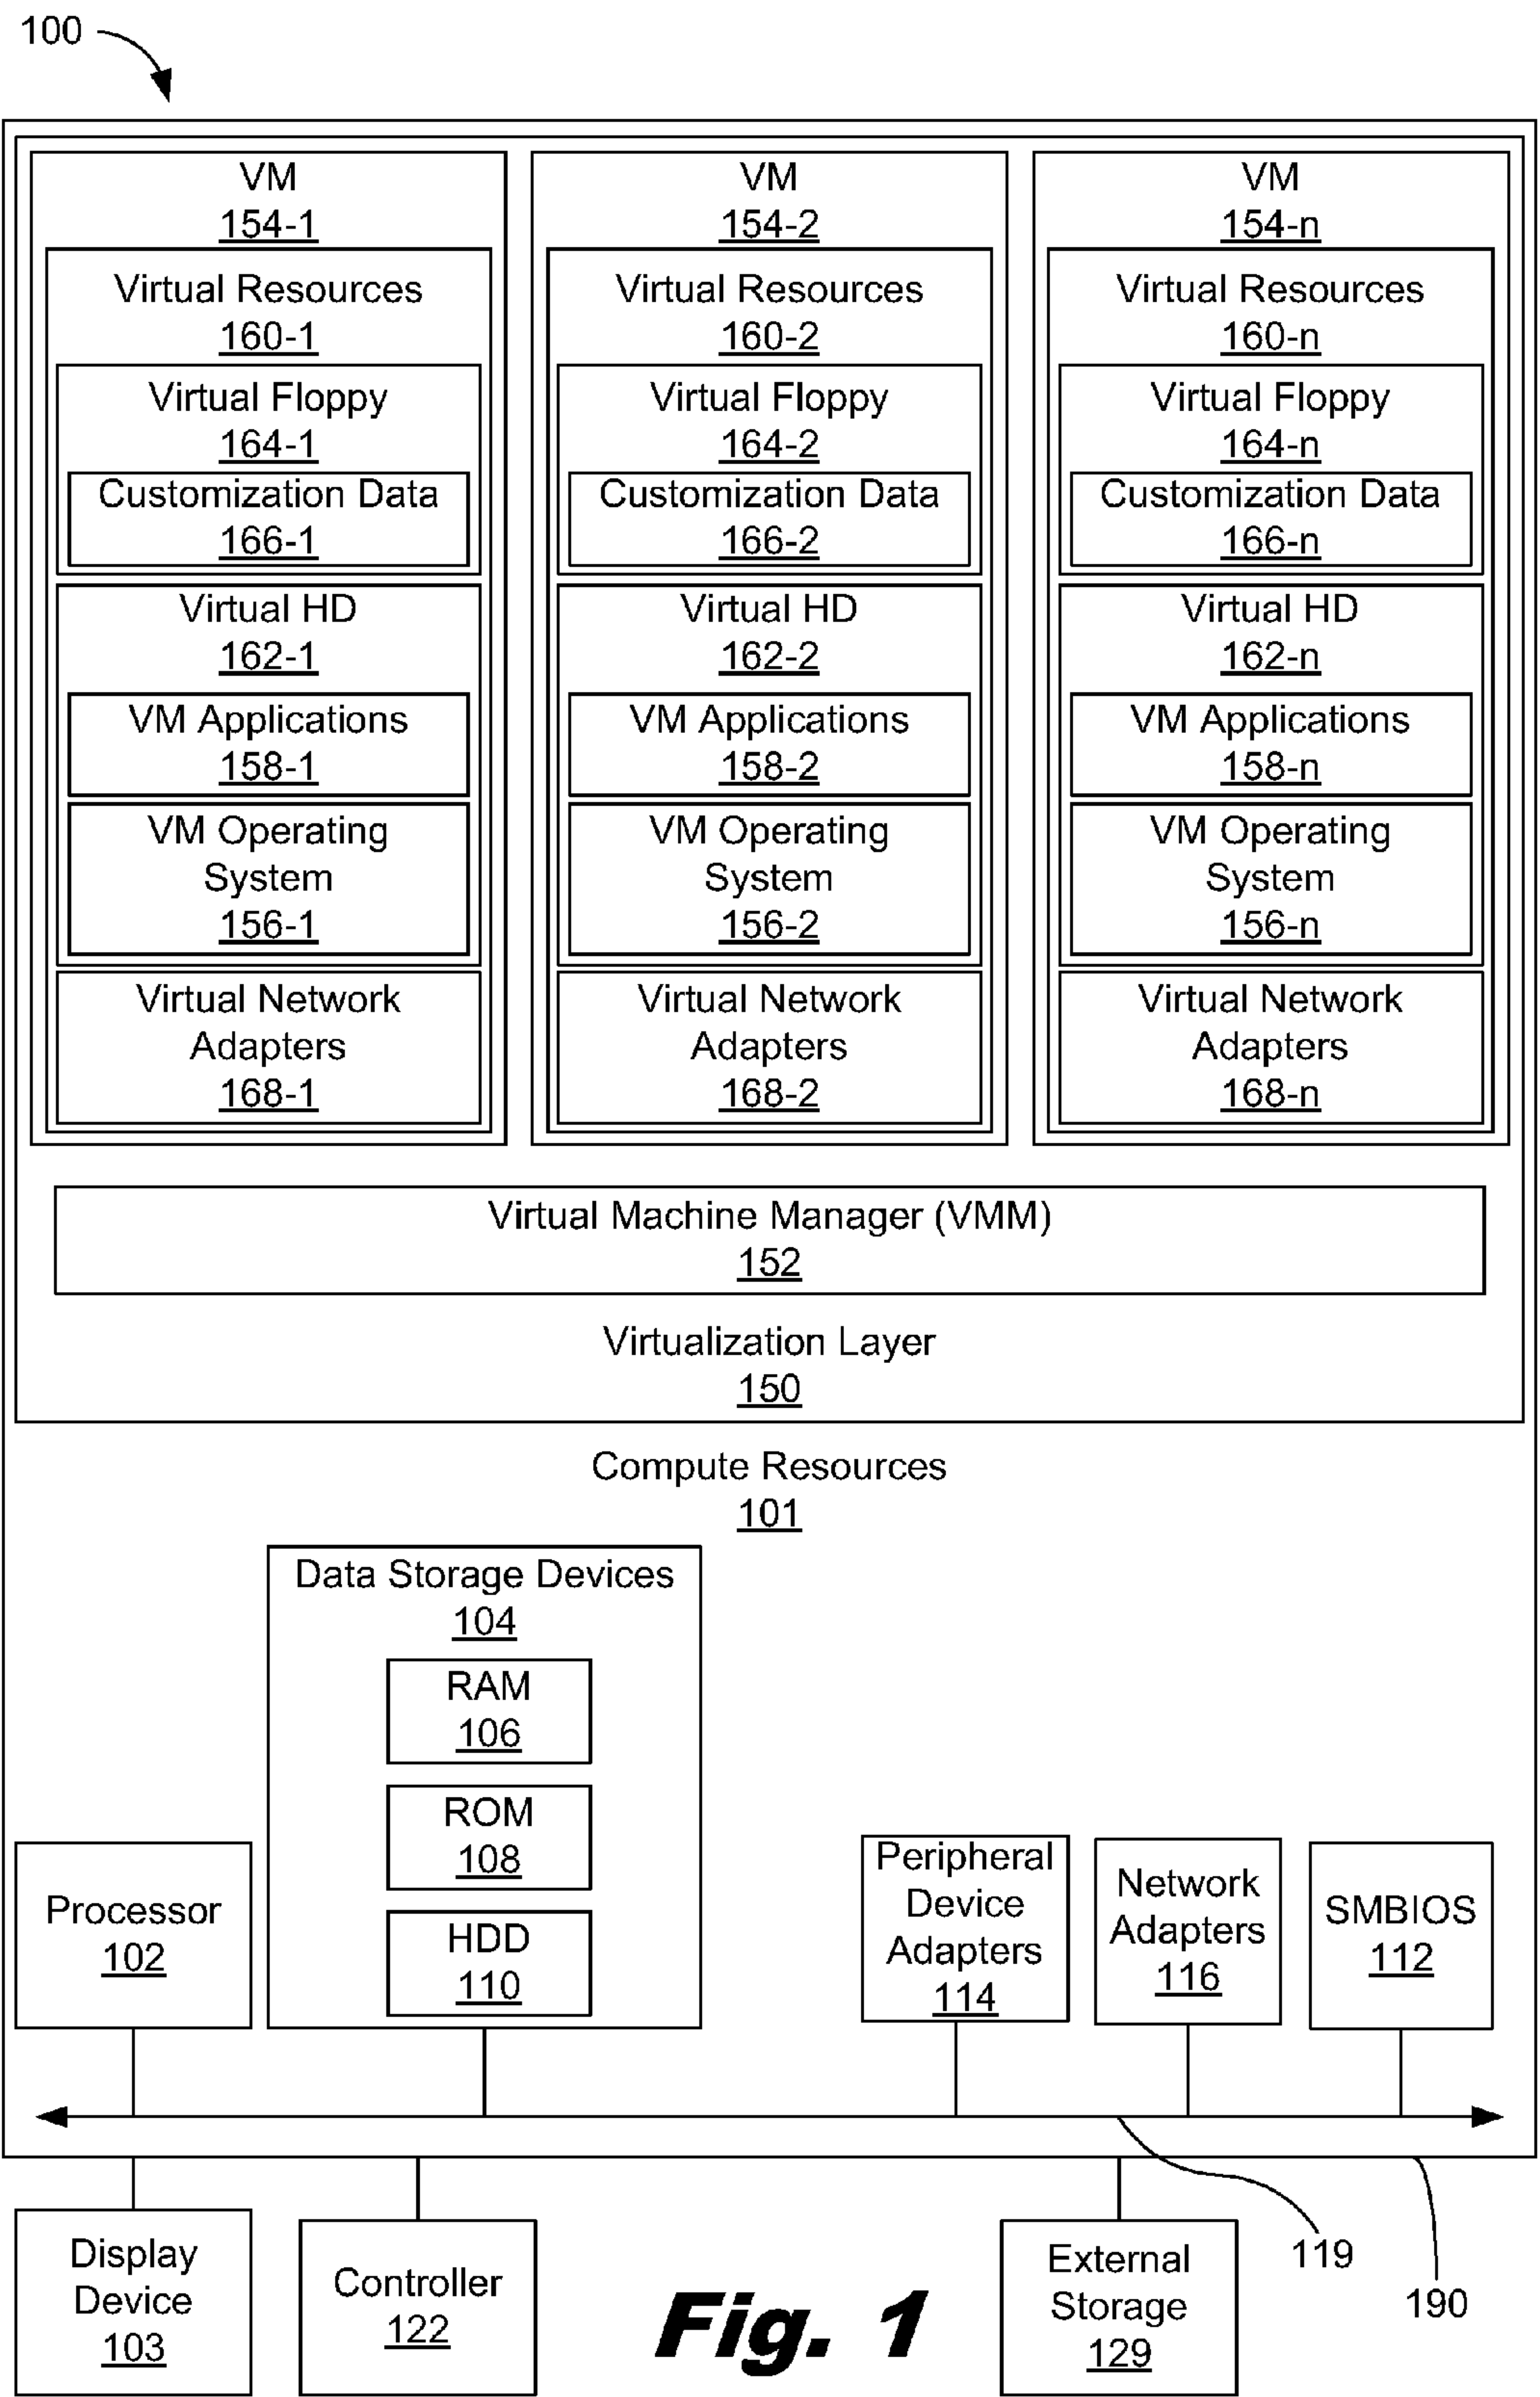 100
VM
154-1
Virtual Resources
160-1
Virtual Floppy
164-1
Customization Data
166-1
Virtual HD
162-1
VM Applications
158-1
VM Operating
System
156-1
Virtual Network
Adapters
168-1
VM
154-2
Virtual Resources
160-2
Virtual Floppy
164-2
Customization Data
166-2
Virtual HD
162-2
VM Applications
158-2
VM Operating
System
156-2
Virtual Network
Adapters
168-2
VM
154-n
Virtual Resources
160-n
Virtual Floppy
164-n
Customization Data
166-n
Virtual HD
162-n
VM Applications
158-n
VM Operating
System
156-n
Virtual Network
Adapters
168-n
Virtual Machine Manager (VMM)
152
Virtualization Layer
150
Compute Resources
101
Processor
102
Data Storage Devices
104
RAM
106
ROM
108
HDD
110
Peripheral
Device
Adapters
114
Network
Adapters
116
SMBIOS
112
119
190
Display
Device
103
Controller
122
External
Storage
129
Fig. 1